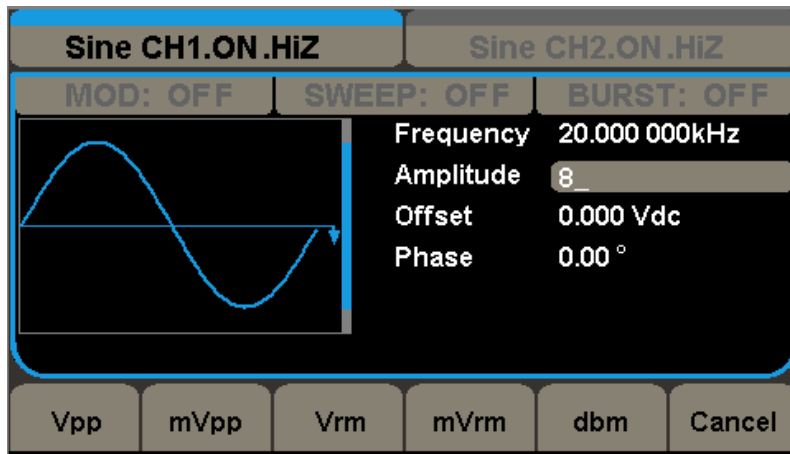 Sine CH1.ON.HiZ Sine CH2.ON.HiZ
MOD: OFF SWEEP: OFF BURST: OFF
Frequency 20.000 000kHz
Amplitude 8_
Offset 0.000 Vdc
Phase 0.00 °
Vpp mVpp Vrm mVrm dbm Cancel